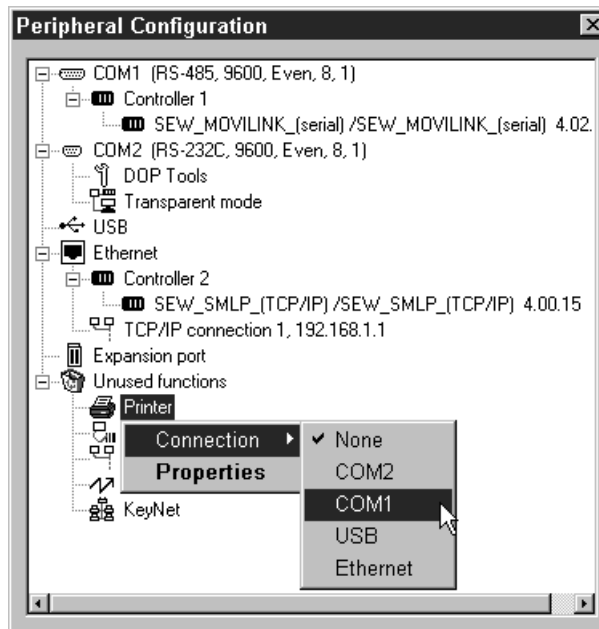 Peripheral Configuration
COM1 (RS-485, 9600, Even, 8, 1)
Controller 1
SEW_MOVILINK_(serial) /SEW_MOVILINK_(serial) 4.02.
COM2 (RS-232C, 9600, Even, 8, 1)
DOP Tools
Transparent mode
USB
Ethernet
Controller 2
SEW_SMLP_(TCP/IP) /SEW_SMLP_(TCP/IP) 4.00.15
TCP/IP connection 1, 192.168.1.1
Expansion port
Unused functions
Printer
Connection
Properties
None
COM2
COM1
USB
Ethernet
KeyNet